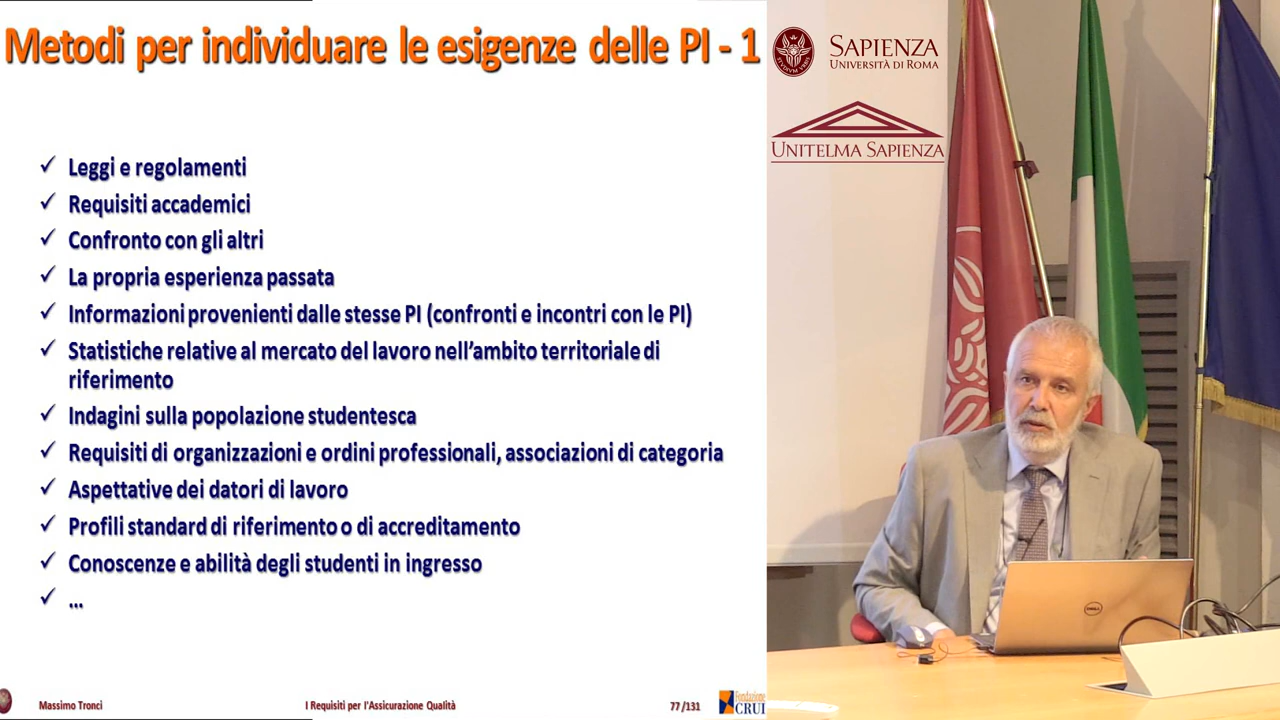 Metodi per individuare le esigenze delle PI - 1
✓ Leggi e regolamenti
✓ Requisiti accademici
✓ Confronto con gli altri
✓ La propria esperienza passata
✓ Informazioni provenienti dalle stesse PI (confronti e incontri con le PI)
✓ Statistiche relative al mercato del lavoro nell'ambito territoriale di
riferimento
✓ Indagini sulla popolazione studentesca
✓ Requisiti di organizzazioni e ordini professionali, associazioni di categoria
✓ Aspettative dei datori di lavoro
✓ Profili standard di riferimento o di accreditamento
✓ Conoscenze e abilità degli studenti in ingresso
✓ ...
Massimo Tronci
I Requisiti per l'Assicurazione Qualità
77 /131
Fondazione
CRUI
SAPIENZA
UNIVERSITÀ DI ROMA
UNITELMA SAPIENZA
DELL